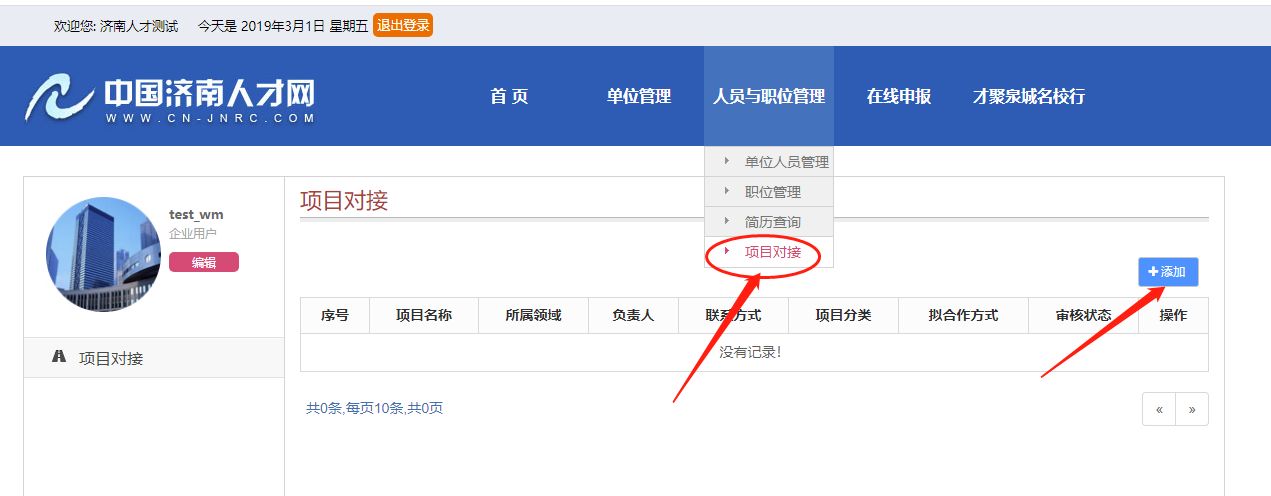 欢迎您: 济南人才测试 今天是 2019年3月1日 星期五 退出登录
中国济南人才网
WWW.CN-JNRC.COM
首 页 单位管理 人员与职位管理 在线申报 才聚泉城名校行
单位人员管理
职位管理
简历查询
项目对接
test_wm
企业用户
编辑
项目对接
项目对接
添加
序号 项目名称 所属领域 负责人 联系方式 项目分类 拟合作方式 审核状态 操作
没有记录!
共0条,每页10条,共0页
« »